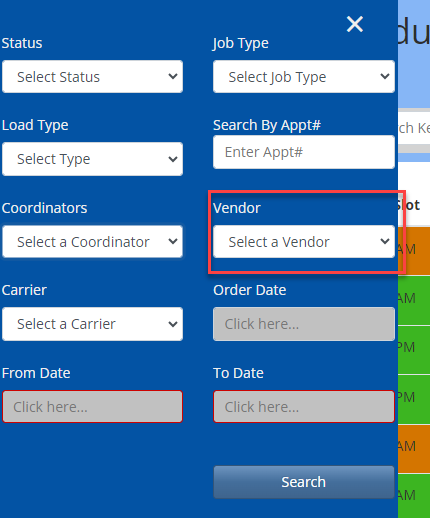 ×
Status
Job Type
Select Status
Select Job Type
Load Type
Search By Appt#
Select Type
Enter Appt#
Coordinators
Vendor
Select a Coordinator
Select a Vendor
Carrier
Order Date
Select a Carrier
Click here...
From Date
To Date
Click here...
Click here...
Search
du
rch Ke
Slot
AM
AM
PM
PM
AM
AM